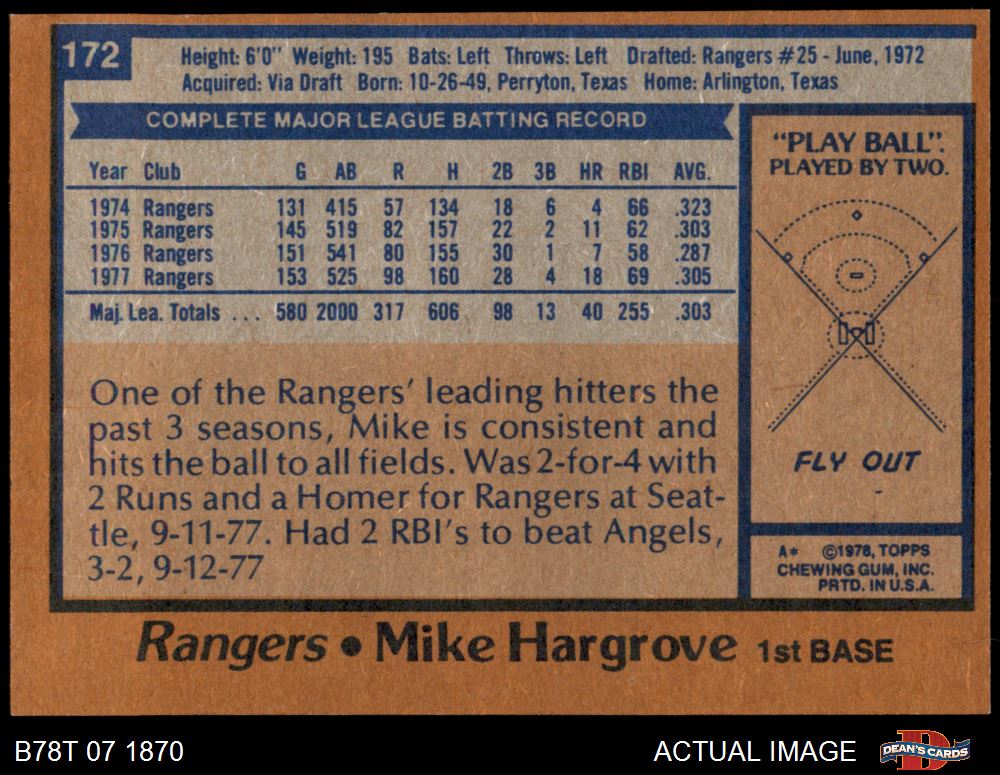 172
Height: 6'0" Weight: 195 Bats: Left Throws: Left Drafted: Rangers #25 - June, 1972
Acquired: Via Draft Born: 10-26-49, Perryton, Texas Home: Arlington, Texas
COMPLETE MAJOR LEAGUE BATTING RECORD
Year Club G AB R H 2B 3B HR RBI AVG.
1974 Rangers 131 415 57 134 18 6 4 66 .323
1975 Rangers 145 519 82 157 22 2 11 62 .303
1976 Rangers 151 541 80 155 30 1 7 58 .287
1977 Rangers 153 525 98 160 28 4 18 69 .305
Maj. Lea. Totals ... 580 2000 317 606 98 13 40 255 .303
One of the Rangers' leading hitters the
past 3 seasons, Mike is consistent and
hits the ball to all fields. Was 2-for-4 with
2 Runs and a Homer for Rangers at Seat-
tle, 9-11-77. Had 2 RBI's to beat Angels,
3-2, 9-12-77
"PLAY BALL".
PLAYED BY TWO.
FLY OUT
A* ©1978, TOPPS
CHEWING GUM, INC.
PRTD. IN U.S.A.
Rangers • Mike Hargrove 1st BASE
B78T 07 1870
ACTUAL IMAGE
D
DEAN'S CARDS